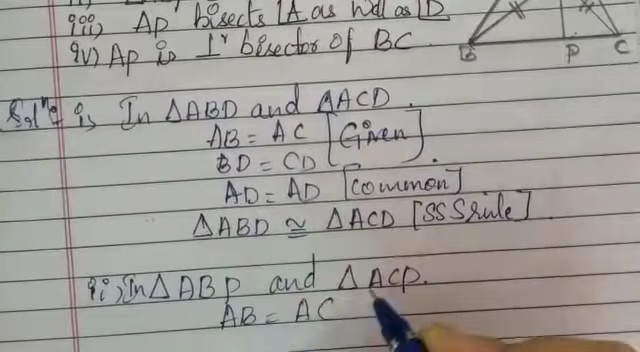 iii) AP bisects ∠A as well as ∠D
iv) AP is ⊥r bisector of BC
B P C
Solⁿ i, In ΔABD and ΔACD.
AB = AC [Given]
BD = CD
AD = AD [Common]
ΔABD ≅ ΔACD [SSS rule]
ii, In ΔABP and ΔACP.
AB = AC